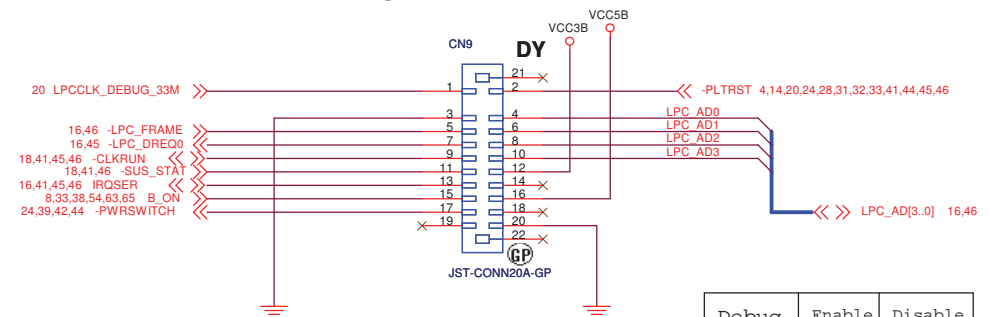 VCC5B
VCC3B
CN9 DY
21
20 LPCCLK_DEBUG_33M 1 2 -PLTRST 4,14,20,24,28,31,32,33,41,44,45,46
3 4 LPC_AD0
16,46 -LPC_FRAME 5 6 LPC_AD1
16,45 -LPC_DREQ0 7 8 LPC_AD2
18,41,45,46 -CLKRUN 9 10 LPC_AD3
18,41,46 -SUS_STAT 11 12
16,41,45,46 IRQSER 13 14
8,33,38,54,63,65 B_ON 15 16
24,39,42,44 -PWRSWITCH 17 18
LPC_AD[3..0] 16,46
19 20
22
GP
JST-CONN20A-GP
Debug Enable Disable